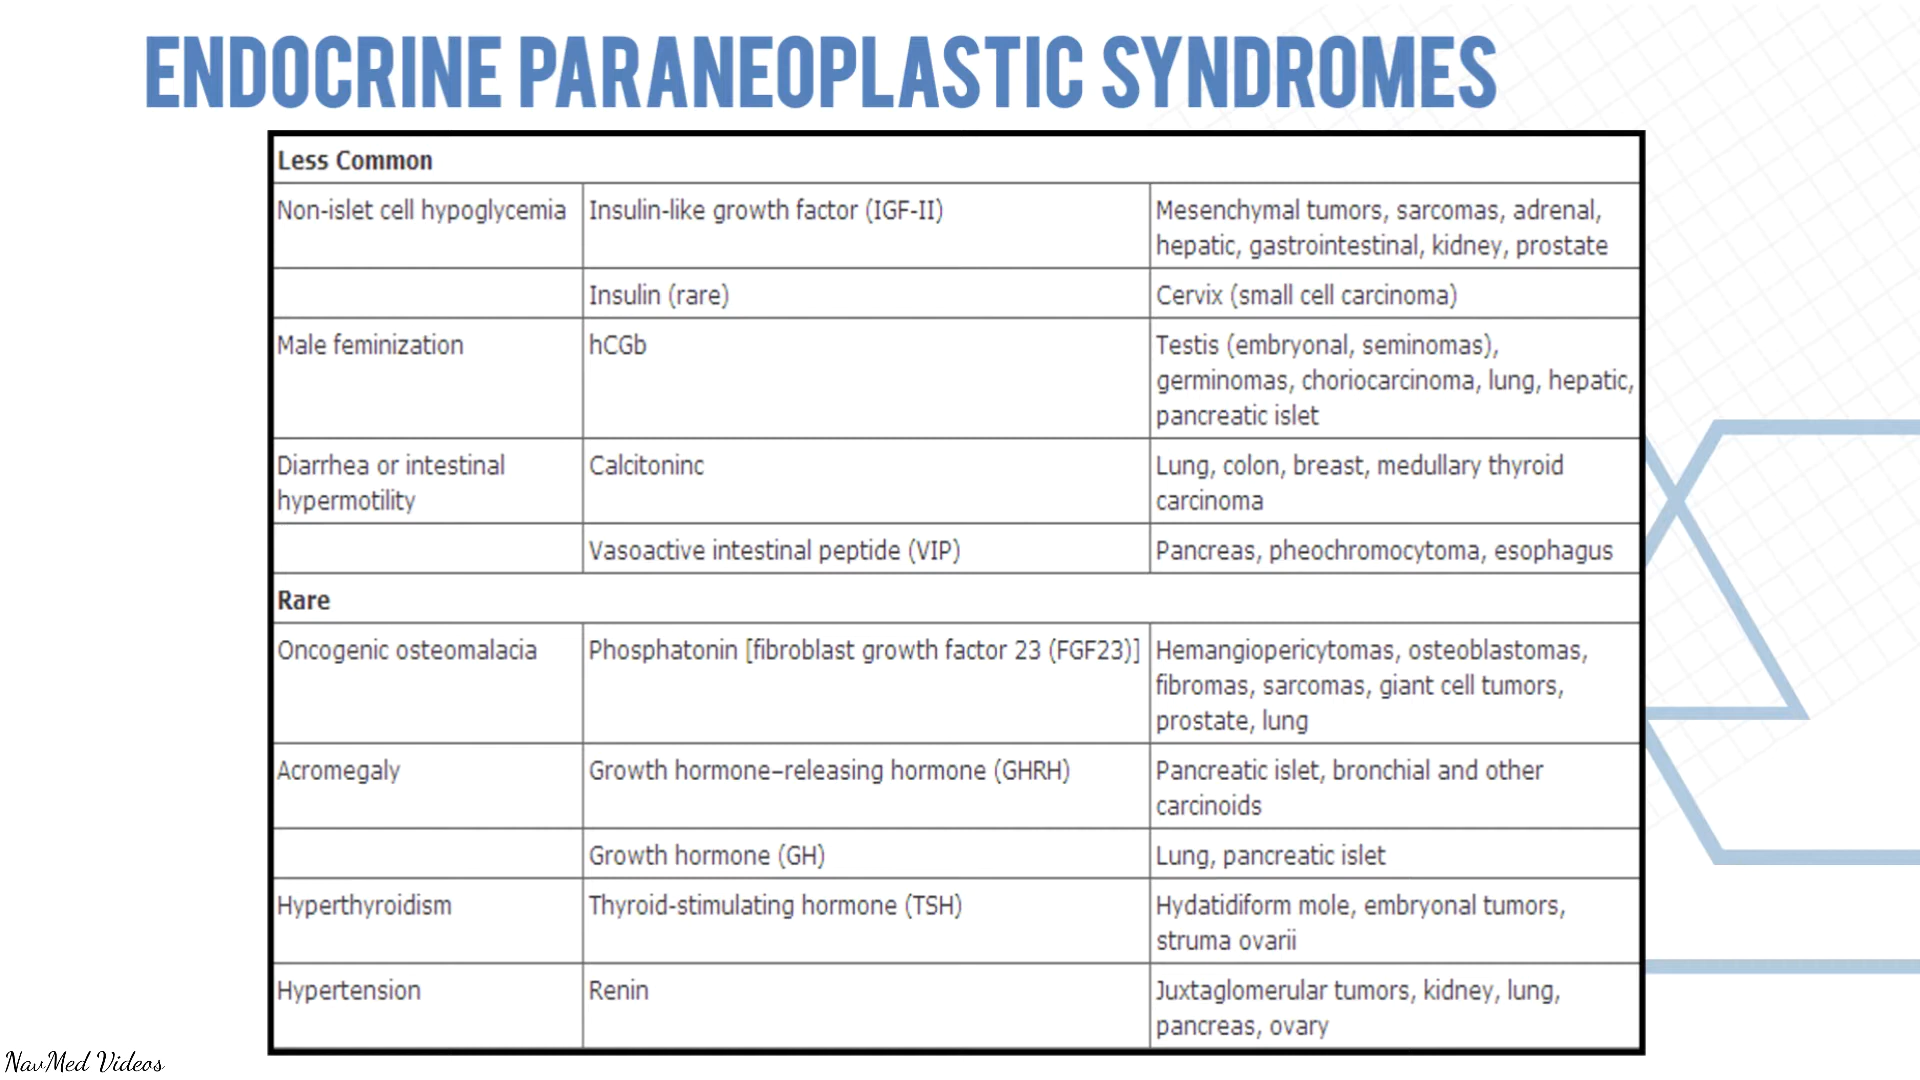 ENDOCRINE PARANEOPLASTIC SYNDROMES
Less Common
Non-islet cell hypoglycemia Insulin-like growth factor (IGF-II) Mesenchymal tumors, sarcomas, adrenal,
hepatic, gastrointestinal, kidney, prostate
Insulin (rare) Cervix (small cell carcinoma)
Male feminization hCGb Testis (embryonal, seminomas),
germinomas, choriocarcinoma, lung, hepatic,
pancreatic islet
Diarrhea or intestinal Calcitoninc Lung, colon, breast, medullary thyroid
hypermotility carcinoma
Vasoactive intestinal peptide (VIP) Pancreas, pheochromocytoma, esophagus
Rare
Oncogenic osteomalacia Phosphatonin [fibroblast growth factor 23 (FGF23)] Hemangiopericytomas, osteoblastomas,
fibromas, sarcomas, giant cell tumors,
prostate, lung
Acromegaly Growth hormone–releasing hormone (GHRH) Pancreatic islet, bronchial and other
carcinoids
Growth hormone (GH) Lung, pancreatic islet
Hyperthyroidism Thyroid-stimulating hormone (TSH) Hydatidiform mole, embryonal tumors,
struma ovarii
Hypertension Renin Juxtaglomerular tumors, kidney, lung,
pancreas, ovary
NavMed Videos